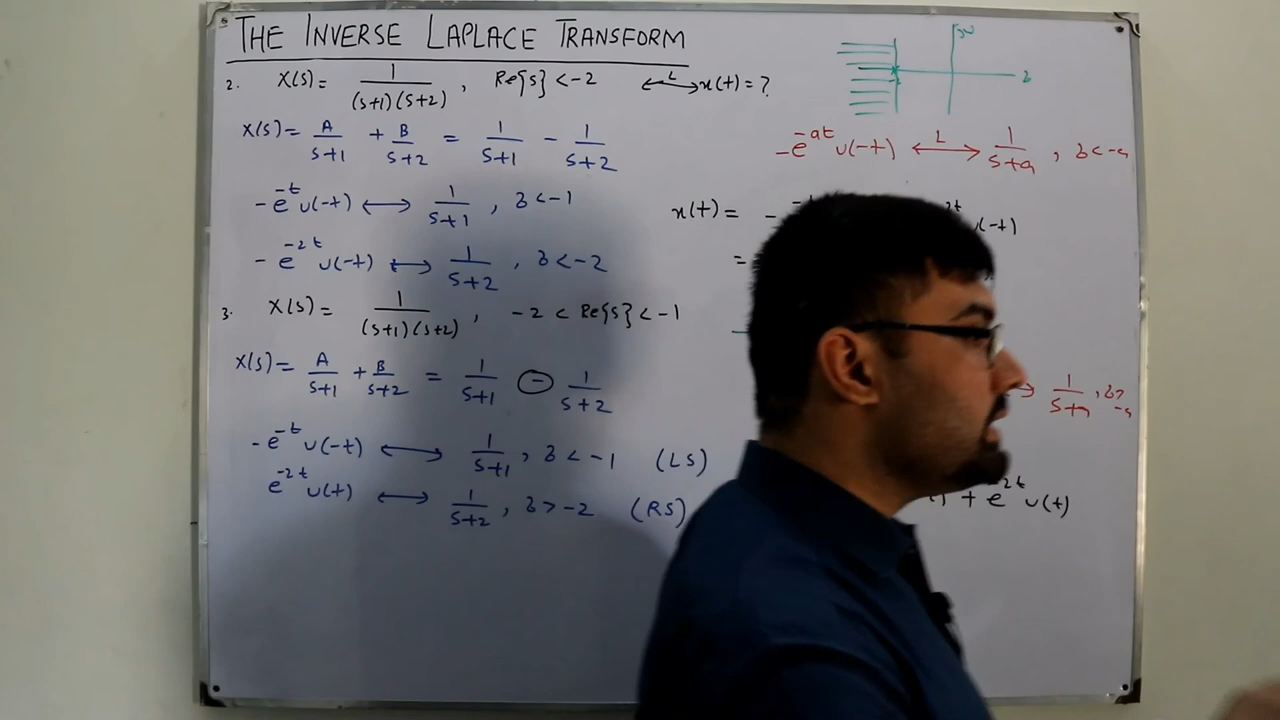 THE INVERSE LAPLACE TRANSFORM
2. X(s) = 1/((s+1)(s+2)), Re{s} < -2 ←L→ x(t) = ?
jω
σ
X(s) = A/(s+1) + B/(s+2) = 1/(s+1) - 1/(s+2)
-e^{-at} u(-t) ←L→ 1/(s+a), σ < -a
-e^{-t} u(-t) ↔ 1/(s+1), σ < -1
x(t) = - u(-t)
-e^{-2t} u(-t) ↔ 1/(s+2), σ < -2
=
3. X(s) = 1/((s+1)(s+2)), -2 < Re{s} < -1
X(s) = A/(s+1) + B/(s+2) = 1/(s+1) - 1/(s+2)
→ 1/(s+a), σ > -a
-e^{-t} u(-t) ↔ 1/(s+1), σ < -1 (LS)
e^{-2t} u(t) ↔ 1/(s+2), σ > -2 (RS)
+ e^{-2t} u(t)